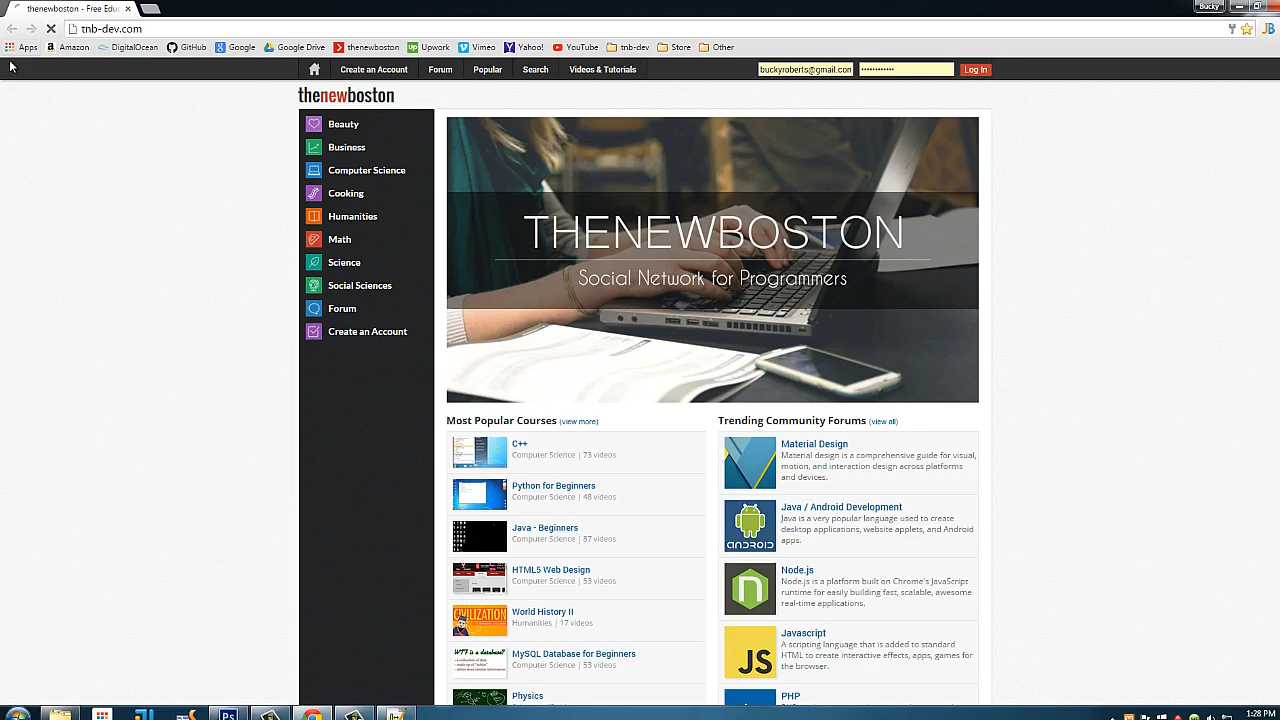 thenewboston - Free Educ
Bucky
tnb-dev.com
Apps Amazon DigitalOcean GitHub Google Google Drive thenewboston Upwork Vimeo Yahoo! YouTube tnb-dev Store Other
Create an Account Forum Popular Search Videos & Tutorials buckyroberts@gmail.com Log In
thenewboston
Beauty
Business
Computer Science
Cooking
Humanities
Math
Science
Social Sciences
Forum
Create an Account
THENEWBOSTON
Social Network for Programmers
Most Popular Courses (view more)
C++
Computer Science | 73 videos
Python for Beginners
Computer Science | 48 videos
Java - Beginners
Computer Science | 87 videos
HTML5 Web Design
Computer Science | 53 videos
CIVILIZATION
World History II
Humanities | 17 videos
WTF is a database?
MySQL Database for Beginners
Computer Science | 53 videos
Physics
Trending Community Forums (view all)
Material Design
Material design is a comprehensive guide for visual,
motion, and interaction design across platforms
and devices.
ANDROID
Java / Android Development
Java is a very popular language used to create
desktop applications, website applets, and Android
apps.
n
Node.js
Node.js is a platform built on Chrome's JavaScript
runtime for easily building fast, scalable, awesome
real-time applications.
JS
Javascript
A scripting language that is added to standard
HTML to create interactive effects, apps, games for
the browser.
PHP
Ps
1:28 PM